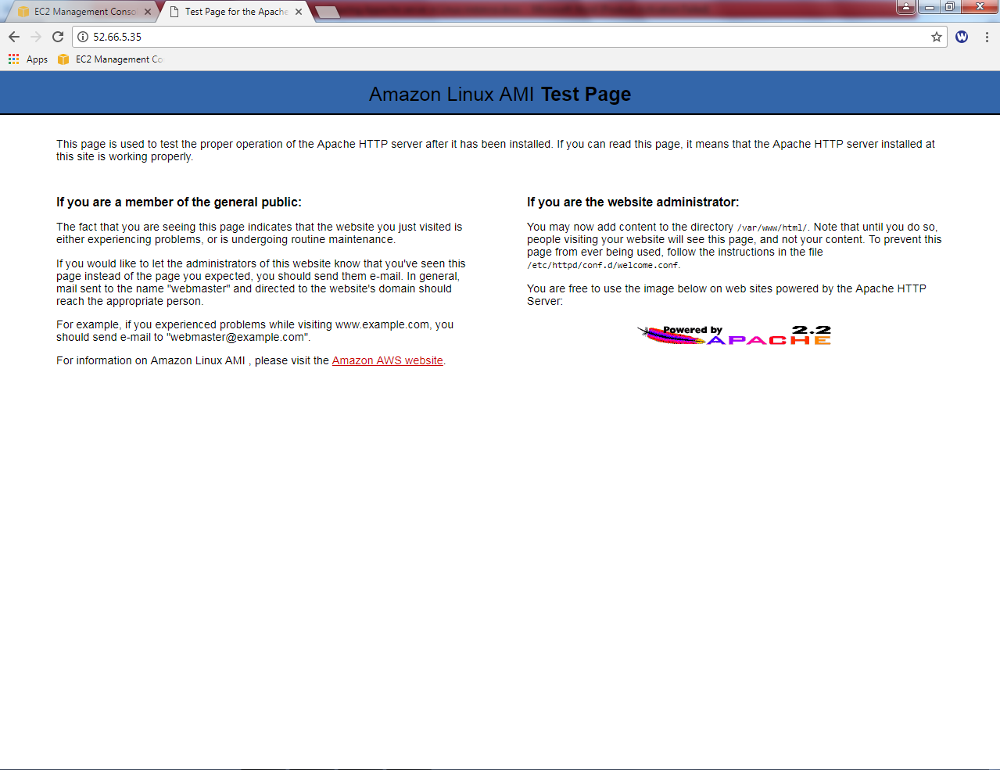 EC2 Management Conso
Test Page for the Apache
52.66.5.35
Apps
EC2 Management Co
Amazon Linux AMI Test Page
This page is used to test the proper operation of the Apache HTTP server after it has been installed. If you can read this page, it means that the Apache HTTP server installed at
this site is working properly.
If you are a member of the general public:
The fact that you are seeing this page indicates that the website you just visited is
either experiencing problems, or is undergoing routine maintenance.
If you would like to let the administrators of this website know that you've seen this
page instead of the page you expected, you should send them e-mail. In general,
mail sent to the name "webmaster" and directed to the website's domain should
reach the appropriate person.
For example, if you experienced problems while visiting www.example.com, you
should send e-mail to "webmaster@example.com".
For information on Amazon Linux AMI , please visit the Amazon AWS website.
If you are the website administrator:
You may now add content to the directory /var/www/html/. Note that until you do so,
people visiting your website will see this page, and not your content. To prevent this
page from ever being used, follow the instructions in the file
/etc/httpd/conf.d/welcome.conf.
You are free to use the image below on web sites powered by the Apache HTTP
Server:
Powered by 2.2
APACHE